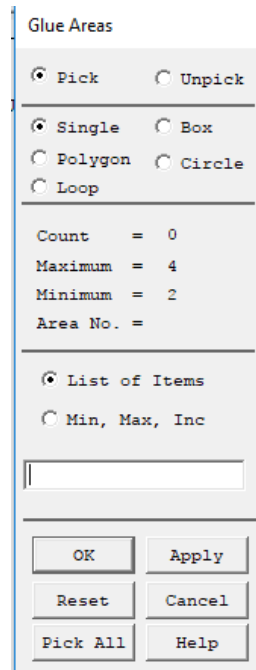 Glue Areas
Pick Unpick
Single Box
Polygon Circle
Loop
Count = 0
Maximum = 4
Minimum = 2
Area No. =
List of Items
Min, Max, Inc
OK Apply
Reset Cancel
Pick All Help